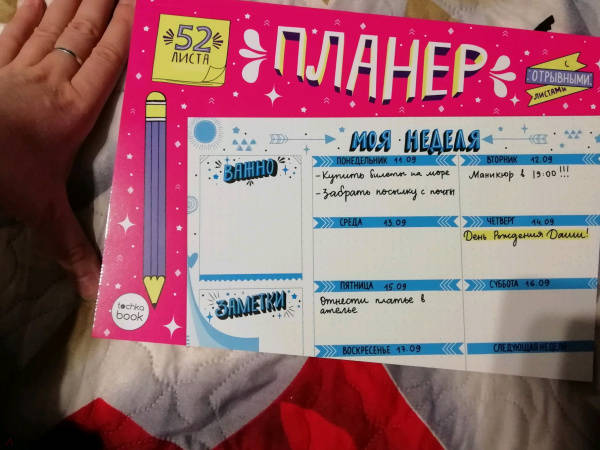 52
ЛИСТА
ПЛАНЕР
С
ОТРЫВНЫМИ
ЛИСТАМИ
МОЯ НЕДЕЛЯ
ВАЖНО
ПОНЕДЕЛЬНИК 11.09
- Купить билеты на море
- Забрать посылку с почты
ВТОРНИК 12.09
Маникюр в 19:00!!!
СРЕДА 13.09
ЧЕТВЕРГ 14.09
День Рождения Даши!
ПЯТНИЦА 15.09
Отнести платье в
ателье
СУББОТА 16.09
ЗАМЕТКИ
ВОСКРЕСЕНЬЕ 17.09
СЛЕДУЮЩАЯ НЕДЕЛЯ
tochka
book